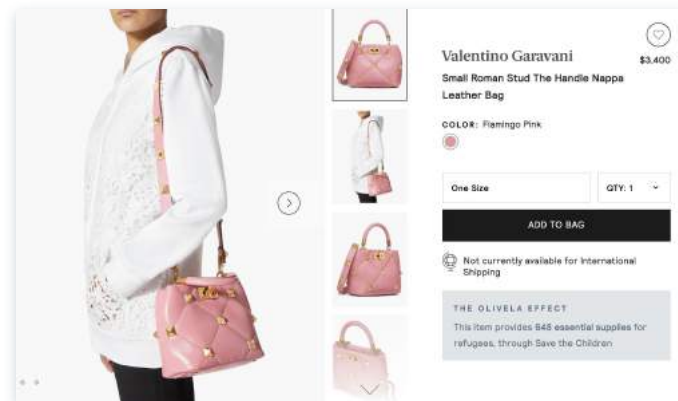 Valentino Garavani
$3,400
Small Roman Stud The Handle Nappa
Leather Bag
COLOR: Flamingo Pink
One Size
QTY: 1
ADD TO BAG
Not currently available for International
Shipping
THE OLIVELA EFFECT
This item provides 648 essential supplies for
refugees, through Save the Children